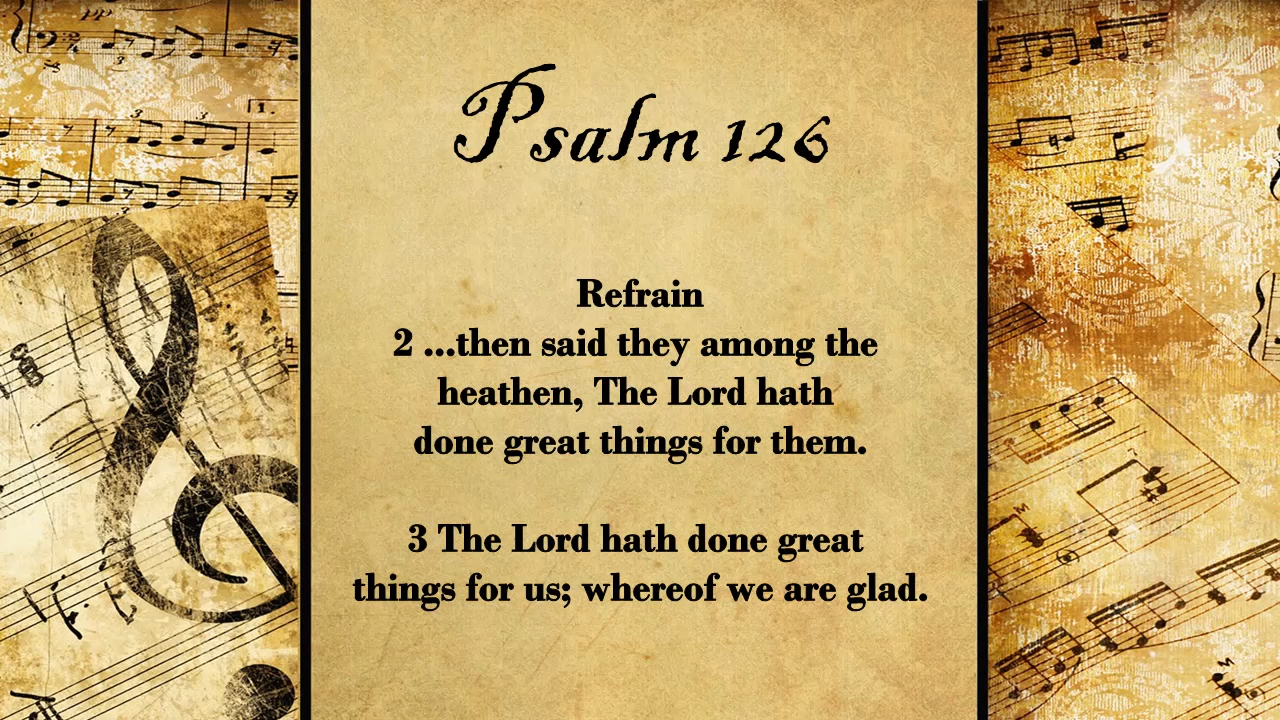 Psalm 126
Refrain
2 ...then said they among the
heathen, The Lord hath
done great things for them.
3 The Lord hath done great
things for us; whereof we are glad.